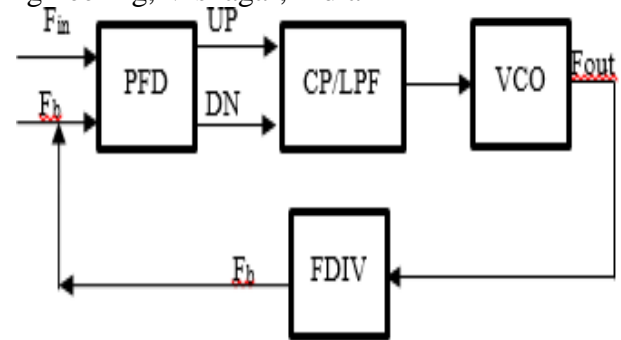 Fin
UP
Fb
PFD
DN
CP/LPF
VCO
Fout
Fb
FDIV